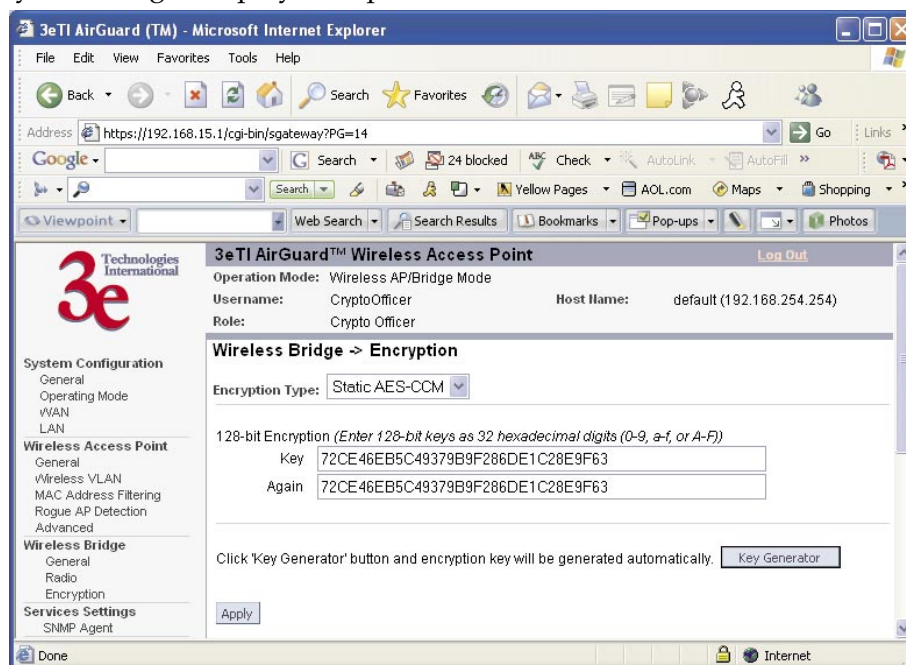 3eTI AirGuard (TM) - Microsoft Internet Explorer
File Edit View Favorites Tools Help
Back Search Favorites
Address https://192.168.15.1/cgi-bin/sgateway?PG=14 Go Links »
Google Search 24 blocked ABC Check AutoLink AutoFill »
Search Yellow Pages AOL.com Maps Shopping »
Viewpoint Web Search Search Results Bookmarks Pop-ups Photos
3e Technologies International
3eTI AirGuard™ Wireless Access Point Log Out
Operation Mode: Wireless AP/Bridge Mode
Username: CryptoOfficer Host Name: default (192.168.254.254)
Role: Crypto Officer
System Configuration
General
Operating Mode
WAN
LAN
Wireless Access Point
General
Wireless VLAN
MAC Address Filtering
Rogue AP Detection
Advanced
Wireless Bridge
General
Radio
Encryption
Services Settings
SNMP Agent
Wireless Bridge -> Encryption
Encryption Type: Static AES-CCM
128-bit Encryption (Enter 128-bit keys as 32 hexadecimal digits (0-9, a-f, or A-F))
Key 72CE46EB5C49379B9F286DE1C28E9F63
Again 72CE46EB5C49379B9F286DE1C28E9F63
Click 'Key Generator' button and encryption key will be generated automatically. Key Generator
Apply
Done Internet